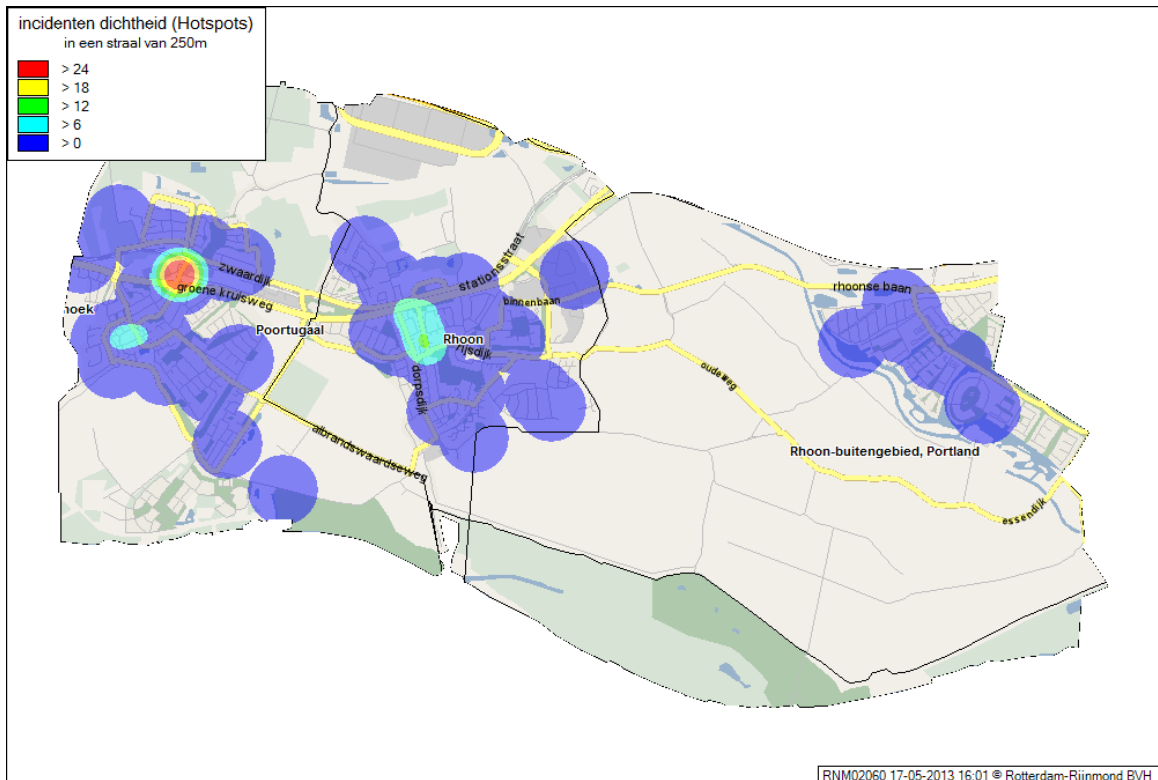 incidenten dichtheid (Hotspots)
in een straal van 250m
> 24
> 18
> 12
> 6
> 0
zwaardijk
groene kruisweg
hoek
Poortugaal
stationsstraat
binnenbaan
Rhoon
rijsdijk
dorpsdijk
albrandswaardseweg
rhoonse baan
oudeweg
Rhoon-buitengebied, Portland
essendijk
RNM02060 17-05-2013 16:01 © Rotterdam-Rijnmond BVH